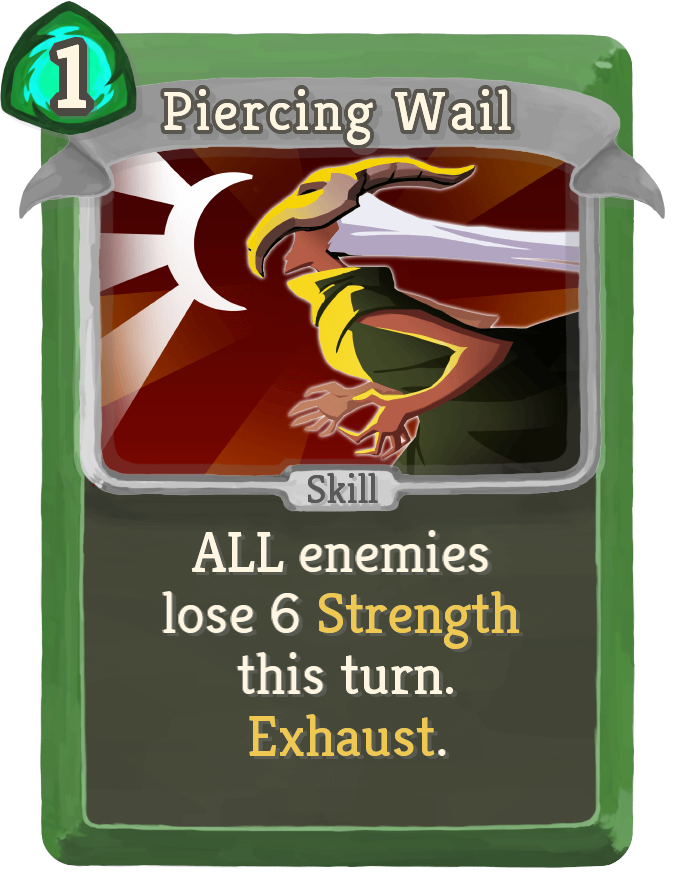 1
Piercing Wail
Skill
ALL enemies
lose 6 Strength
this turn.
Exhaust.